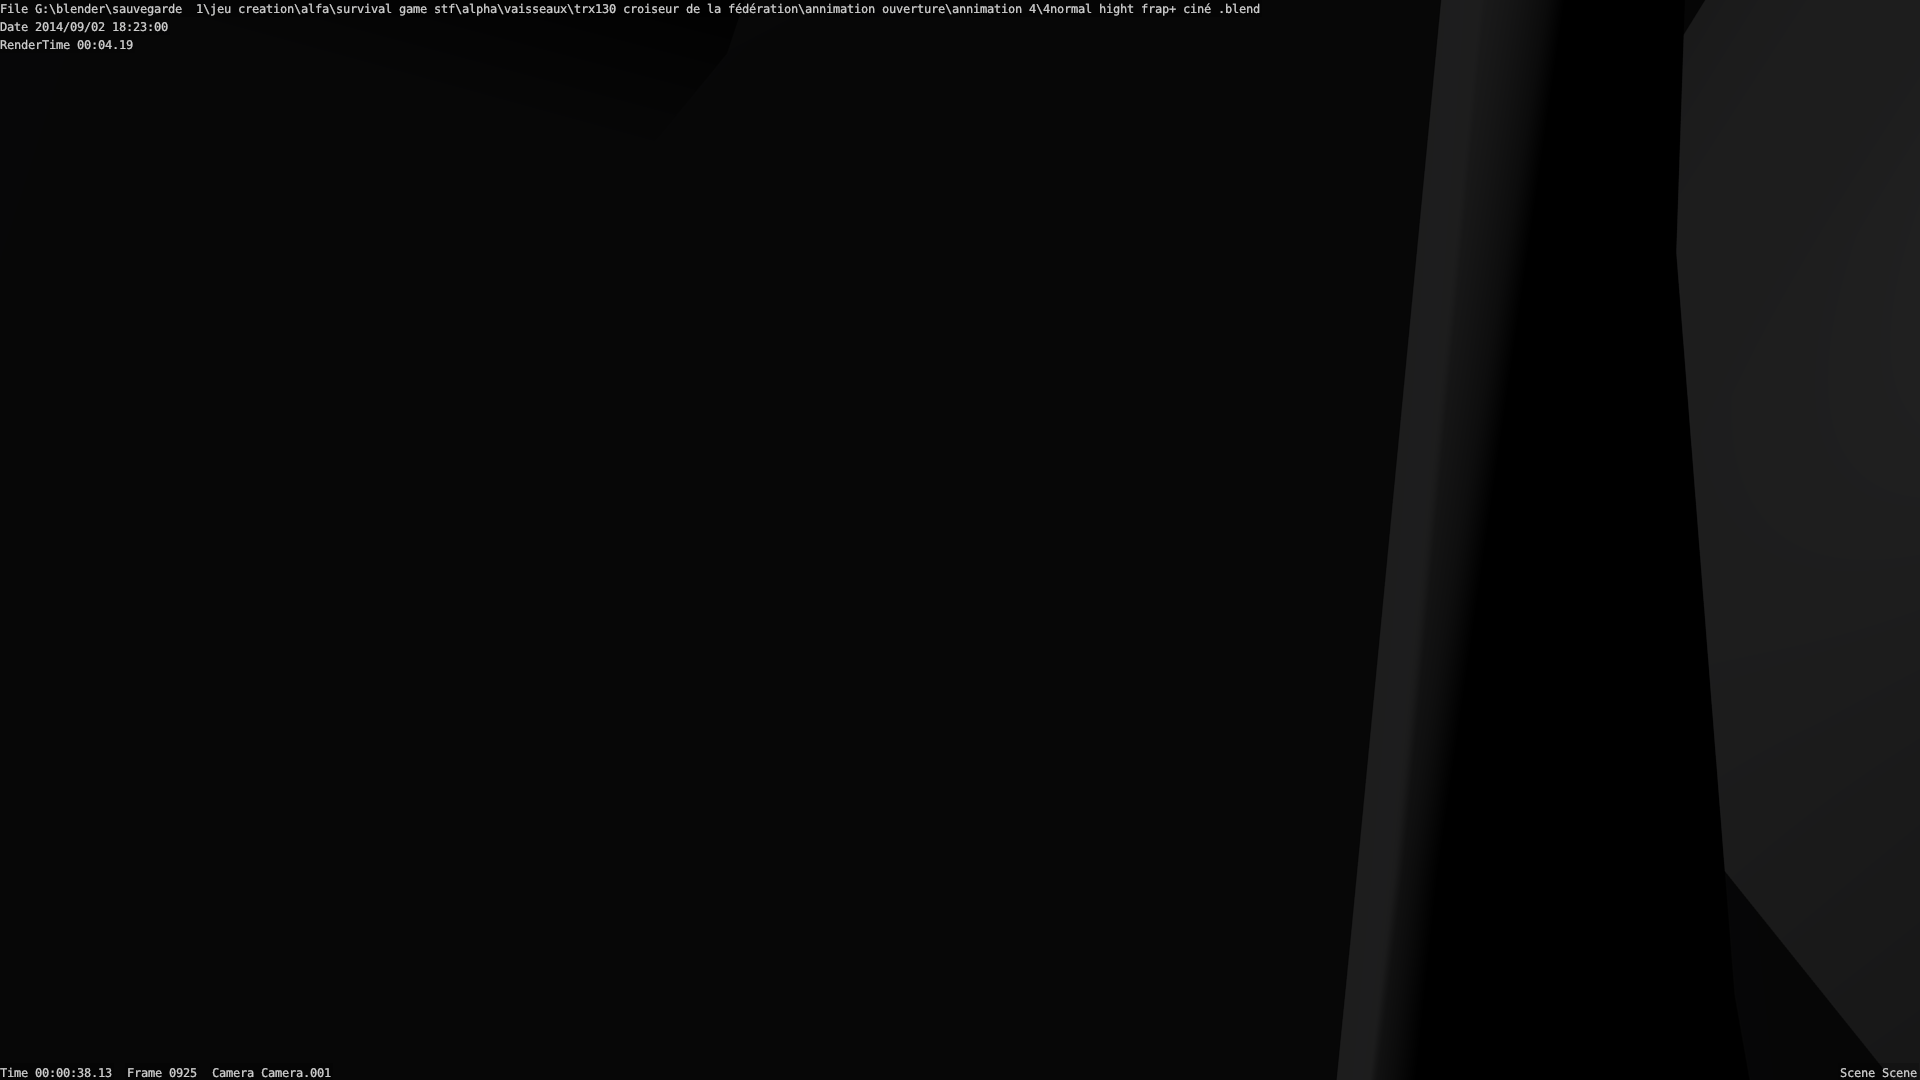 File G:\blender\sauvegarde  1\jeu creation\alfa\survival game stf\alpha\vaisseaux\trx130 croiseur de la fédération\annimation ouverture\annimation 4\4normal hight frap+ ciné .blend
Date 2014/09/02 18:23:00
RenderTime 00:04.19
Time 00:00:38.13  Frame 0925  Camera Camera.001
Scene Scene